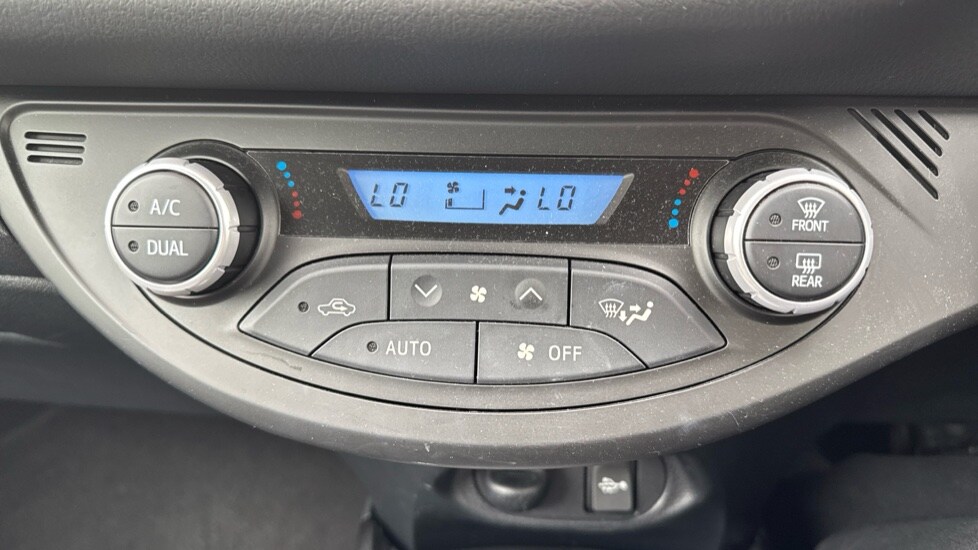 A/C
DUAL
LO
LO
FRONT
REAR
AUTO
OFF